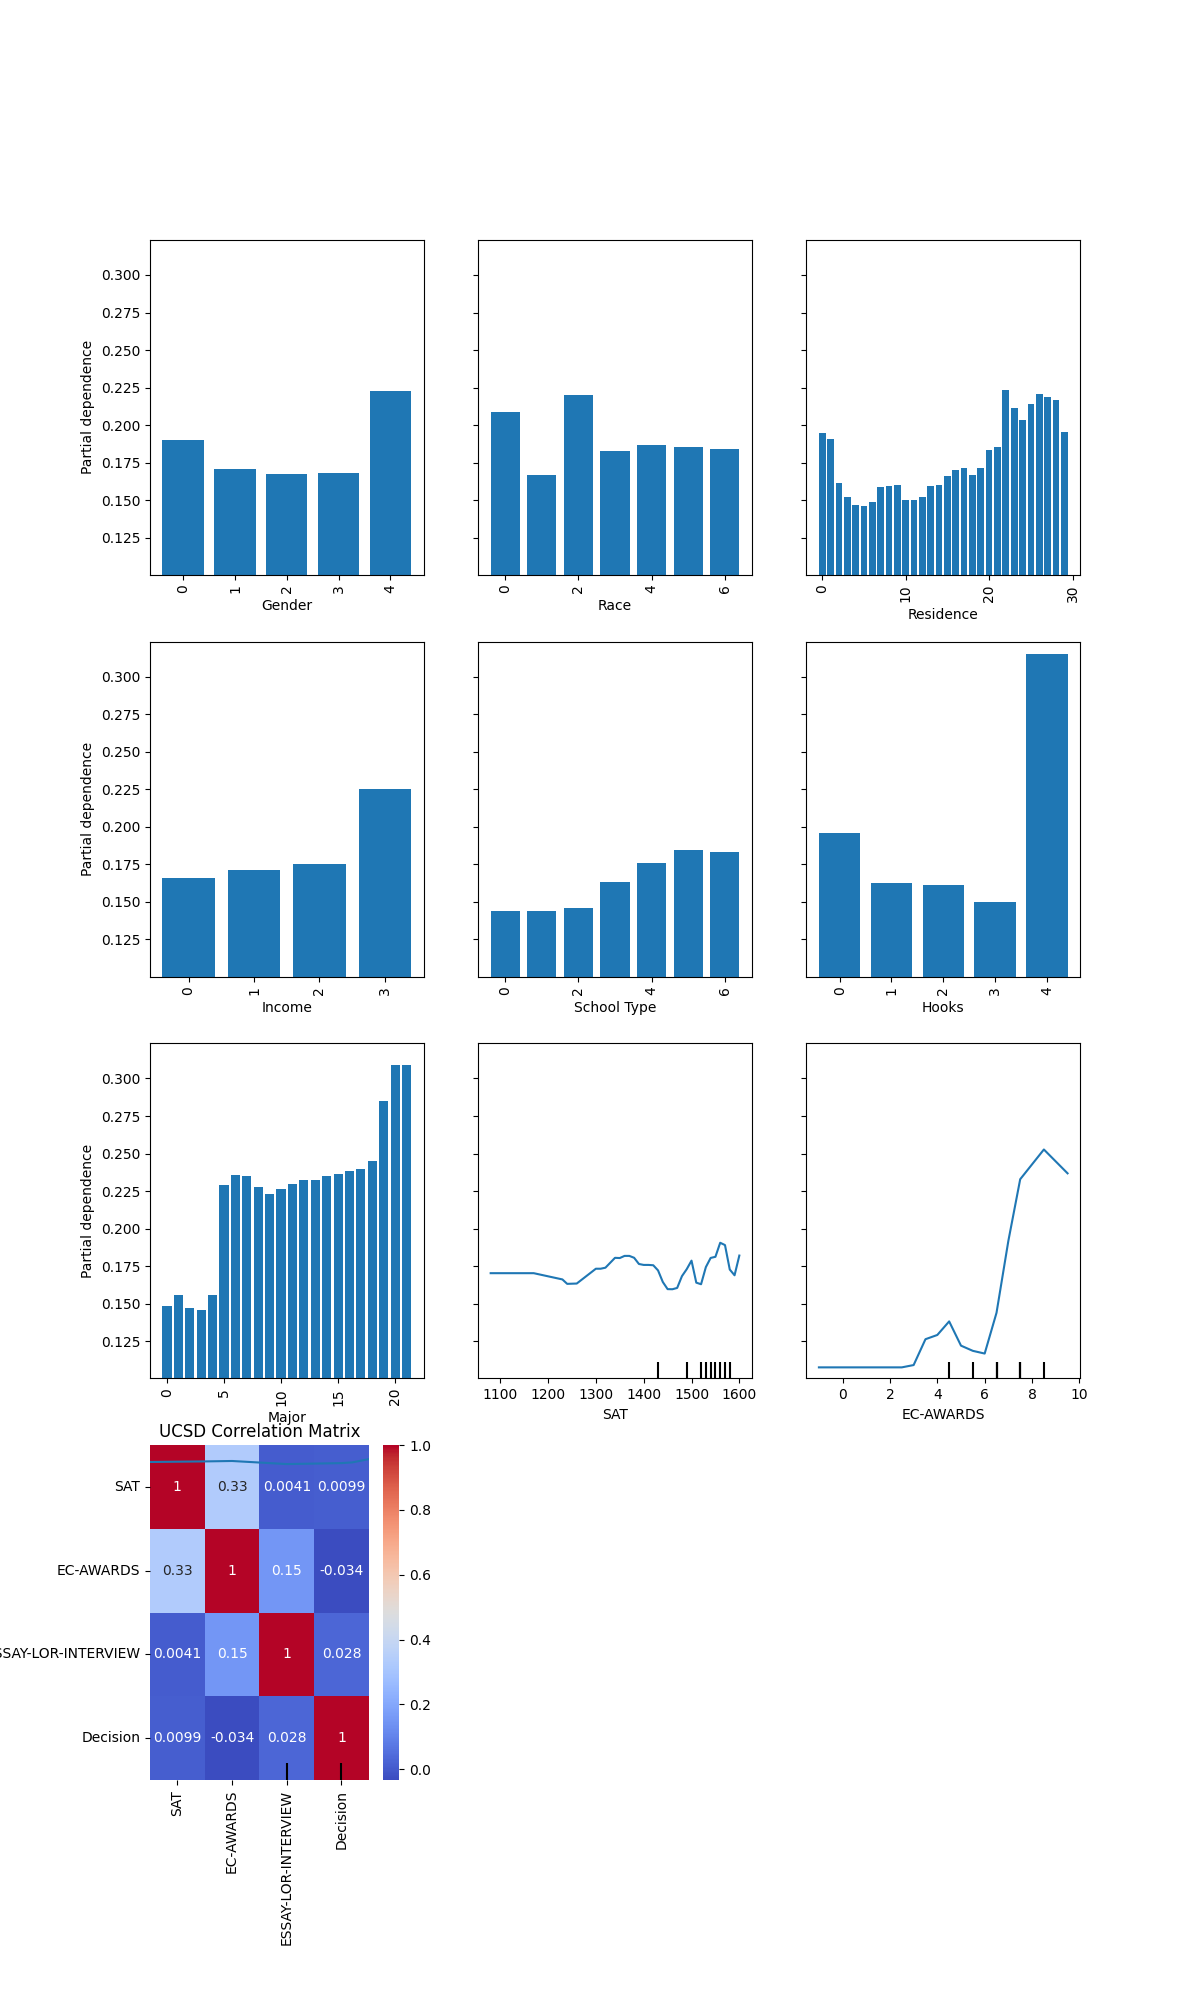 0.300
0.275
0.250
0.225
0.200
0.175
0.150
0.125
Partial dependence
0 1 2 3 4
Gender
0 2 4 6
Race
0 10 20 30
Residence
0.300
0.275
0.250
0.225
0.200
0.175
0.150
0.125
Partial dependence
0 1 2 3
Income
0 2 4 6
School Type
0 1 2 3 4
Hooks
0.300
0.275
0.250
0.225
0.200
0.175
0.150
0.125
Partial dependence
0 5 10 15 20
Major
1100 1200 1300 1400 1500 1600
SAT
0 2 4 6 8 10
EC-AWARDS
UCSD Correlation Matrix
SAT 1 0.33 0.0041 0.0099
EC-AWARDS 0.33 1 0.15 -0.034
SSAY-LOR-INTERVIEW 0.0041 0.15 1 0.028
Decision 0.0099 -0.034 0.028 1
SAT
EC-AWARDS
ESSAY-LOR-INTERVIEW
Decision
1.0
0.8
0.6
0.4
0.2
0.0